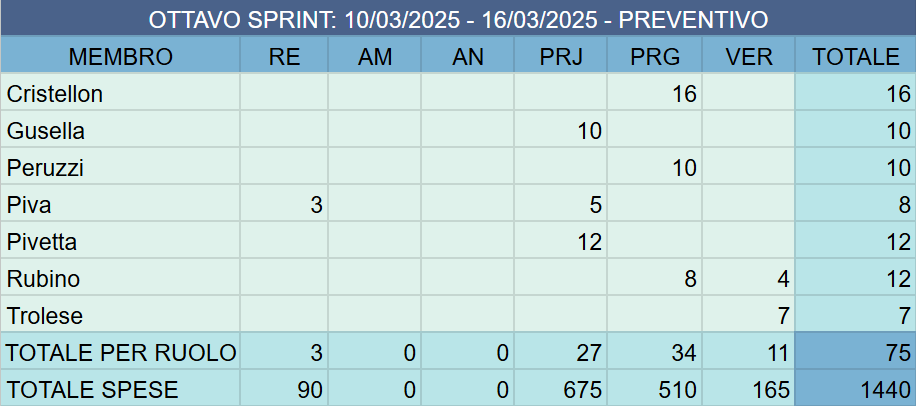 OTTAVO SPRINT: 10/03/2025 - 16/03/2025 - PREVENTIVO
MEMBRO RE AM AN PRJ PRG VER TOTALE
Cristellon 16 16
Gusella 10 10
Peruzzi 10 10
Piva 3 5 8
Pivetta 12 12
Rubino 8 4 12
Trolese 7 7
TOTALE PER RUOLO 3 0 0 27 34 11 75
TOTALE SPESE 90 0 0 675 510 165 1440